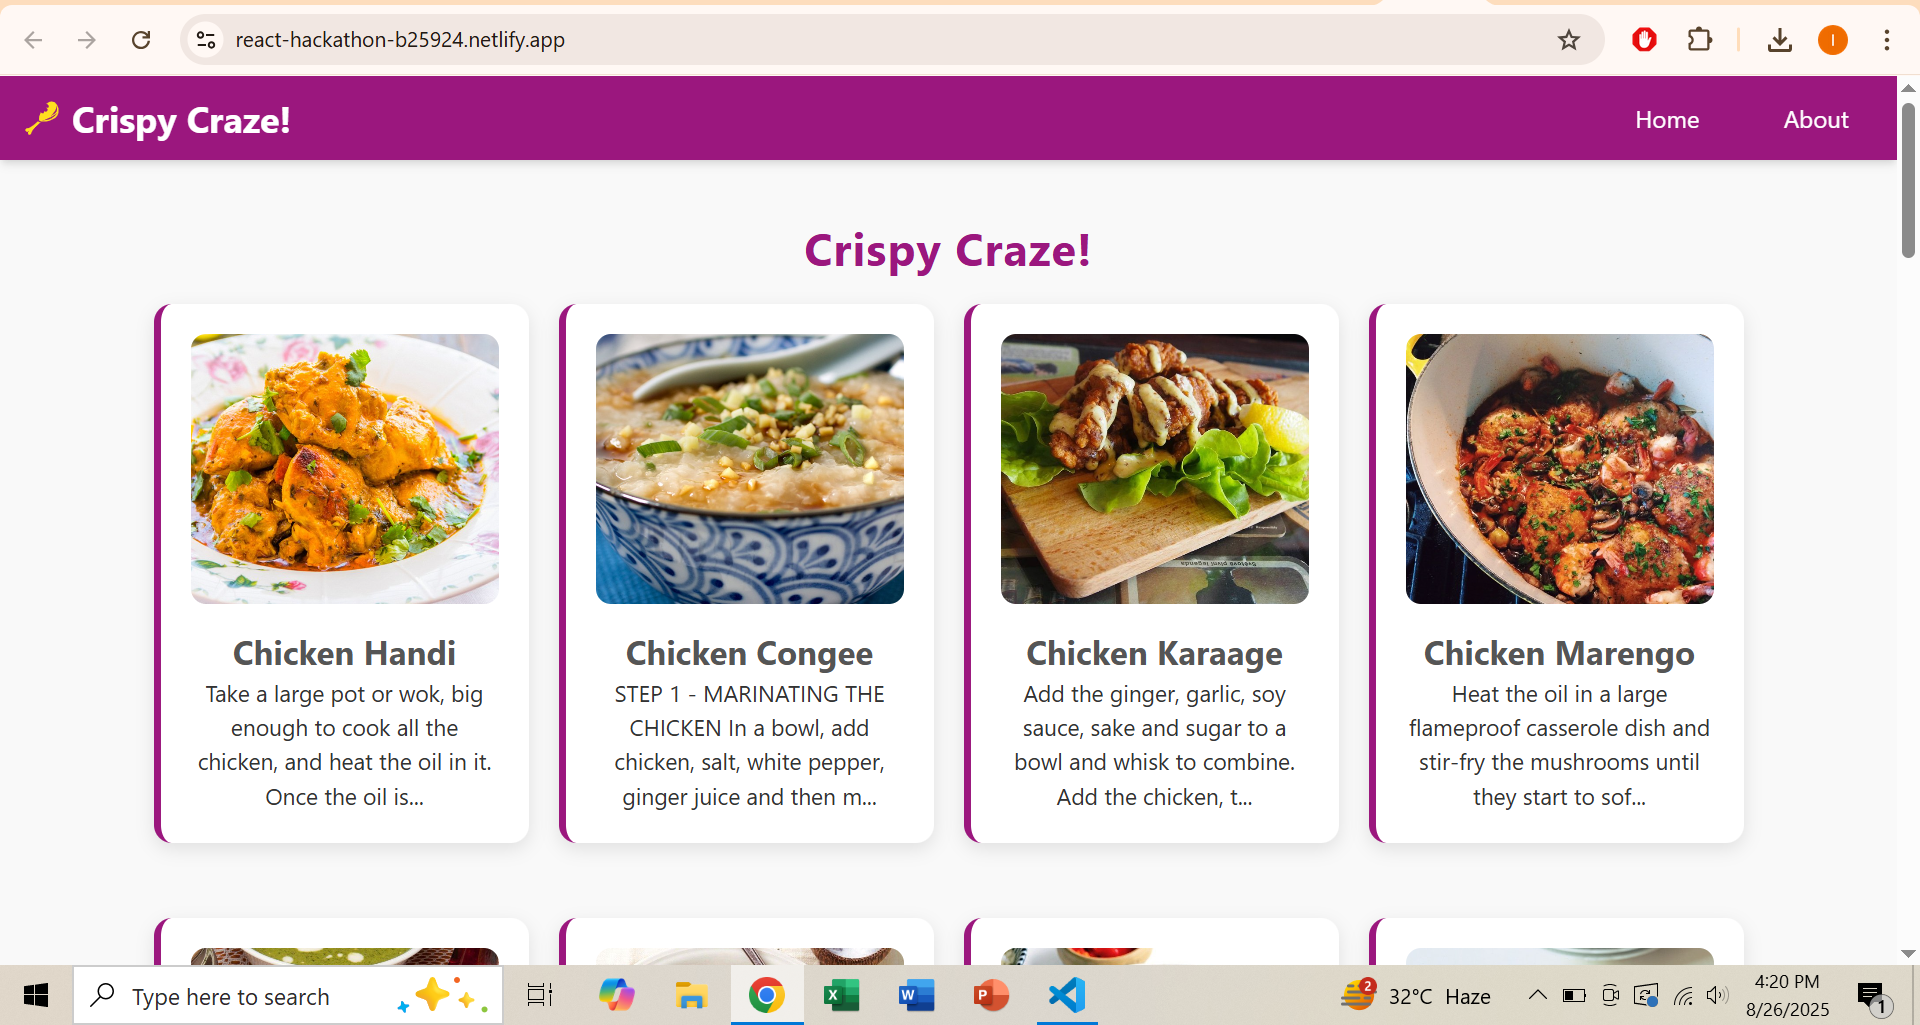 react-hackathon-b25924.netlify.app
I
Crispy Craze!
Home
About
Crispy Craze!
Chicken Handi
Take a large pot or wok, big
enough to cook all the
chicken, and heat the oil in it.
Once the oil is...
Chicken Congee
STEP 1 - MARINATING THE
CHICKEN In a bowl, add
chicken, salt, white pepper,
ginger juice and then m...
Chicken Karaage
Add the ginger, garlic, soy
sauce, sake and sugar to a
bowl and whisk to combine.
Add the chicken, t...
Chicken Marengo
Heat the oil in a large
flameproof casserole dish and
stir-fry the mushrooms until
they start to sof...
Type here to search
X
W
P
2
32°C Haze
4:20 PM
8/26/2025
1